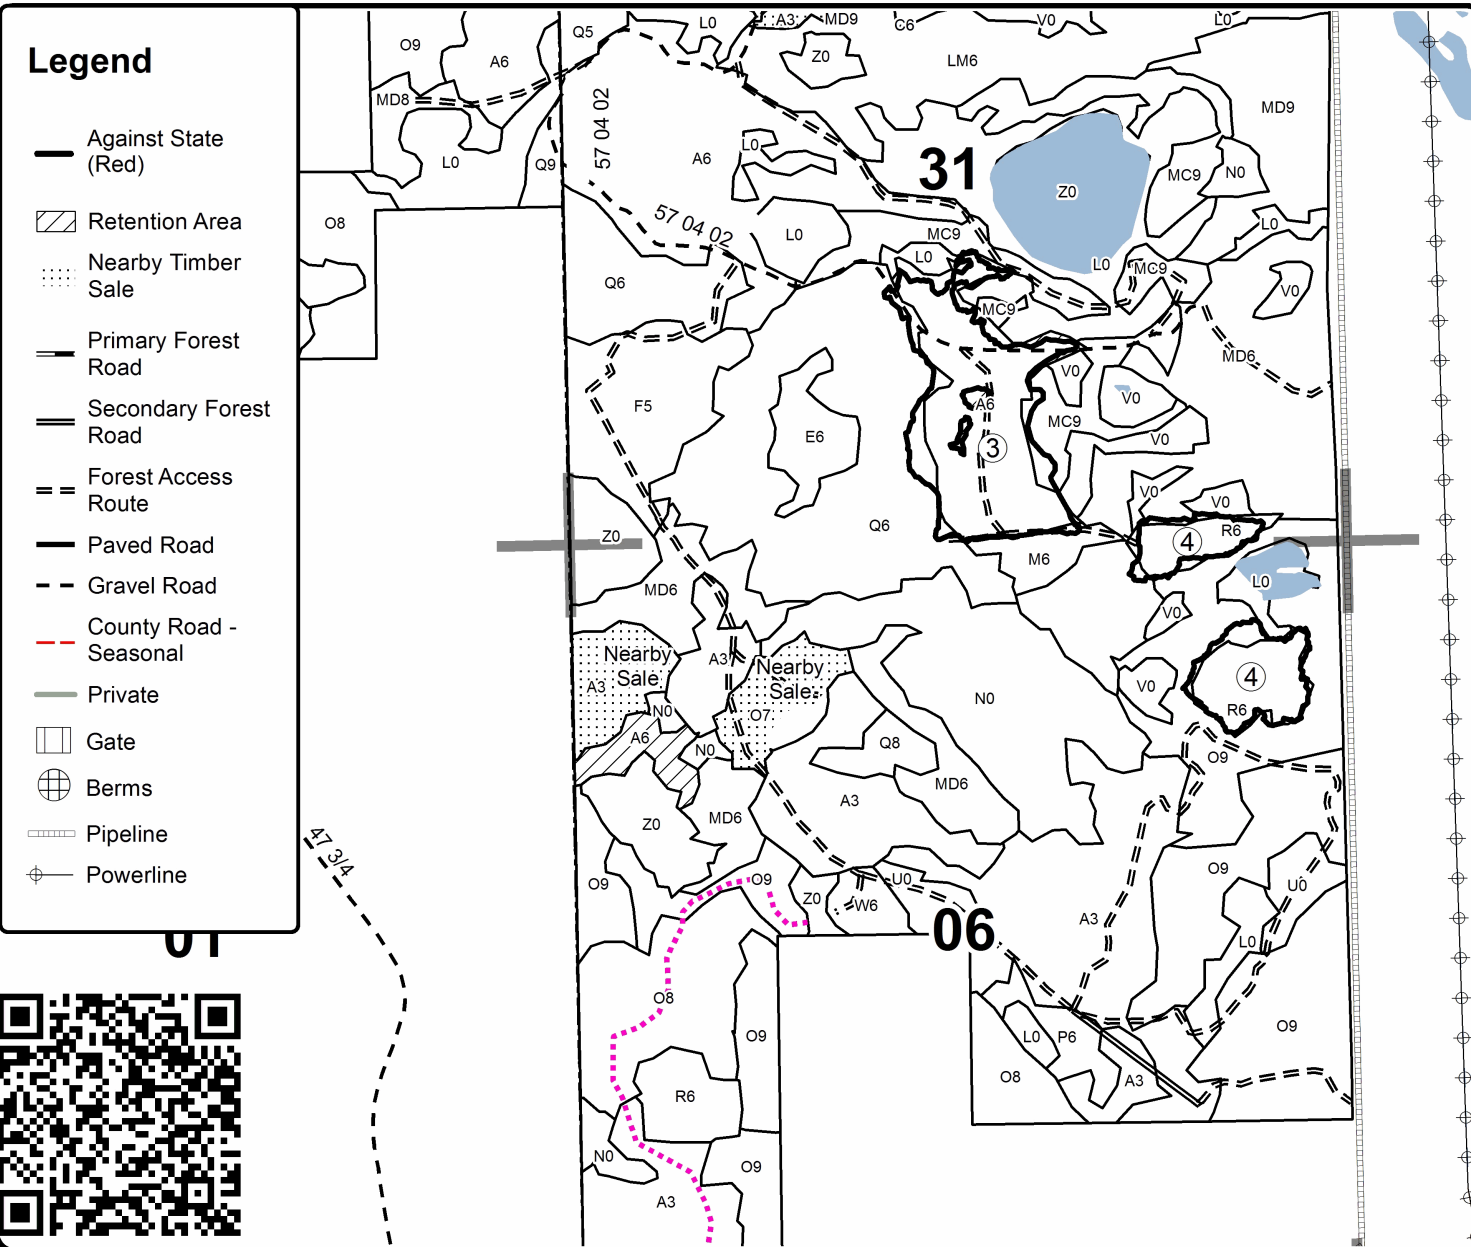 Legend
Against State
(Red)
Retention Area
Nearby Timber
Sale
Primary Forest
Road
Secondary Forest
Road
Forest Access
Route
Paved Road
Gravel Road
County Road -
Seasonal
Private
Gate
Berms
Pipeline
Powerline
01
47 3/4
O9
A6
Q5
L0
A3
MD9
C6
V0
L0
Z0
LM6
MD8
MD9
57 04 02
L0
Q9
A6
L0
31
Z0
MC9
N0
O8
57 04 02
L0
MC9
L0
L0
L0
MC9
Q6
MC9
V0
MD6
F5
V0
A6
V0
E6
MC9
V0
3
Z0
Q6
V0
V0
R6
4
M6
L0
MD6
V0
Nearby
Sale
A3
A3
Nearby
Sale
N0
V0
4
R6
N0
O7
A6
N0
Q8
O9
MD6
A3
Z0
MD6
O9
O9
Z0
U0
W6
O9
U0
A3
06
L0
O8
O9
L0
P6
O9
O8
A3
R6
N0
O9
A3